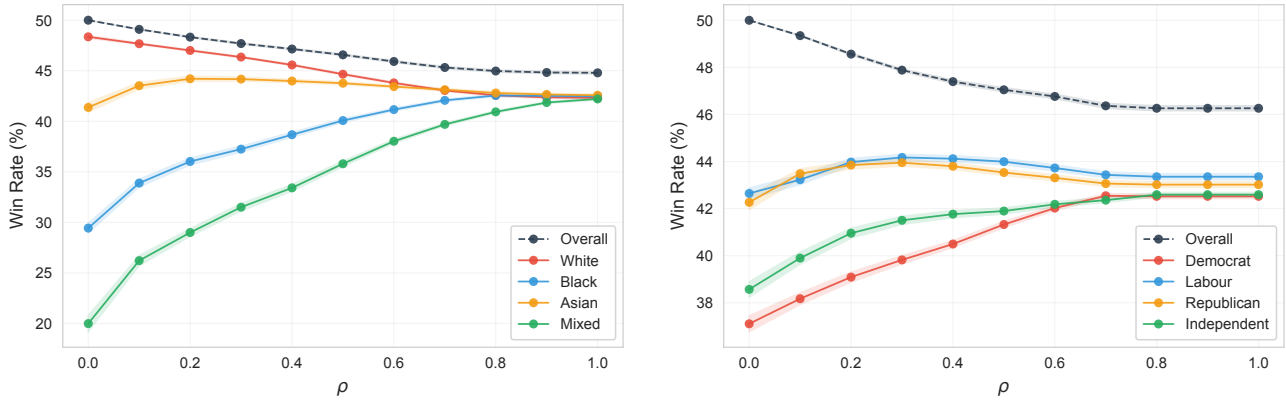 Win Rate (%)
50
45
40
35
30
25
20
0.0 0.2 0.4 0.6 0.8 1.0
ρ
Overall
White
Black
Asian
Mixed
Win Rate (%)
50
48
46
44
42
40
38
0.0 0.2 0.4 0.6 0.8 1.0
ρ
Overall
Democrat
Labour
Republican
Independent